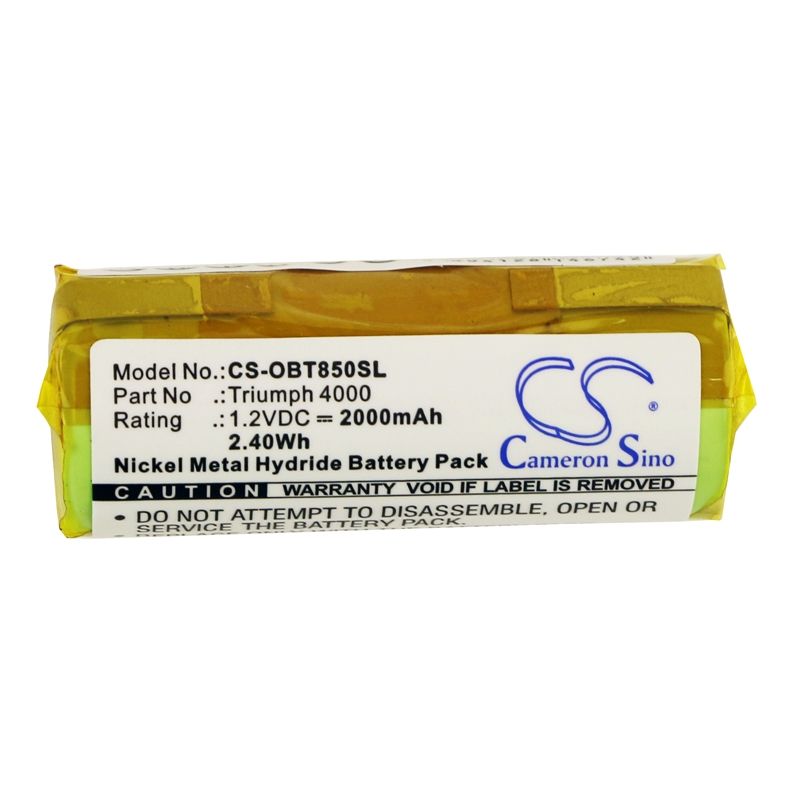 Model No.: CS-OBT850SL
Part No .: Triumph 4000
Rating .: 1.2VDC ⎓ 2000mAh
2.40Wh
Nickel Metal Hydride Battery Pack
CS ®
Cameron Sino
CAUTION WARRANTY VOID IF LABEL IS REMOVED
• DO NOT ATTEMPT TO DISASSEMBLE, OPEN OR
SERVICE THE BATTERY PACK.